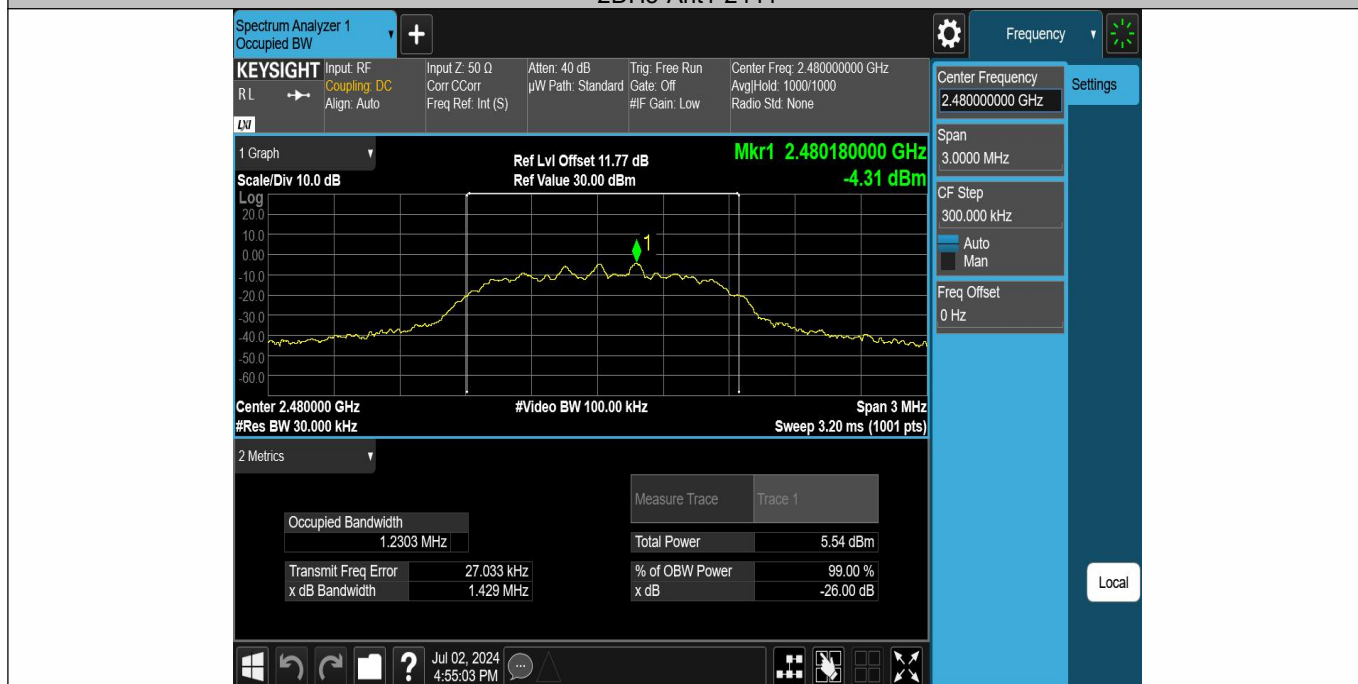 Spectrum Analyzer 1
Occupied BW
Frequency
KEYSIGHT
RL
LXI
Input: RF
Coupling: DC
Align: Auto
Input Z: 50 Ω
Corr CCorr
Freq Ref: Int (S)
Atten: 40 dB
µW Path: Standard
Trig: Free Run
Gate: Off
#IF Gain: Low
Center Freq: 2.480000000 GHz
Avg|Hold: 1000/1000
Radio Std: None
1 Graph
Scale/Div 10.0 dB
Ref Lvl Offset 11.77 dB
Ref Value 30.00 dBm
Mkr1 2.480180000 GHz
-4.31 dBm
Log
20.0
10.0
0.00
-10.0
-20.0
-30.0
-40.0
-50.0
-60.0
1
Center 2.480000 GHz
#Video BW 100.00 kHz
Span 3 MHz
#Res BW 30.000 kHz
Sweep 3.20 ms (1001 pts)
2 Metrics
Measure Trace
Trace 1
Occupied Bandwidth
1.2303 MHz
Total Power
5.54 dBm
Transmit Freq Error
27.033 kHz
% of OBW Power
99.00 %
x dB Bandwidth
1.429 MHz
x dB
-26.00 dB
Jul 02, 2024
4:55:03 PM
Center Frequency
2.480000000 GHz
Settings
Span
3.0000 MHz
CF Step
300.000 kHz
Auto
Man
Freq Offset
0 Hz
Local